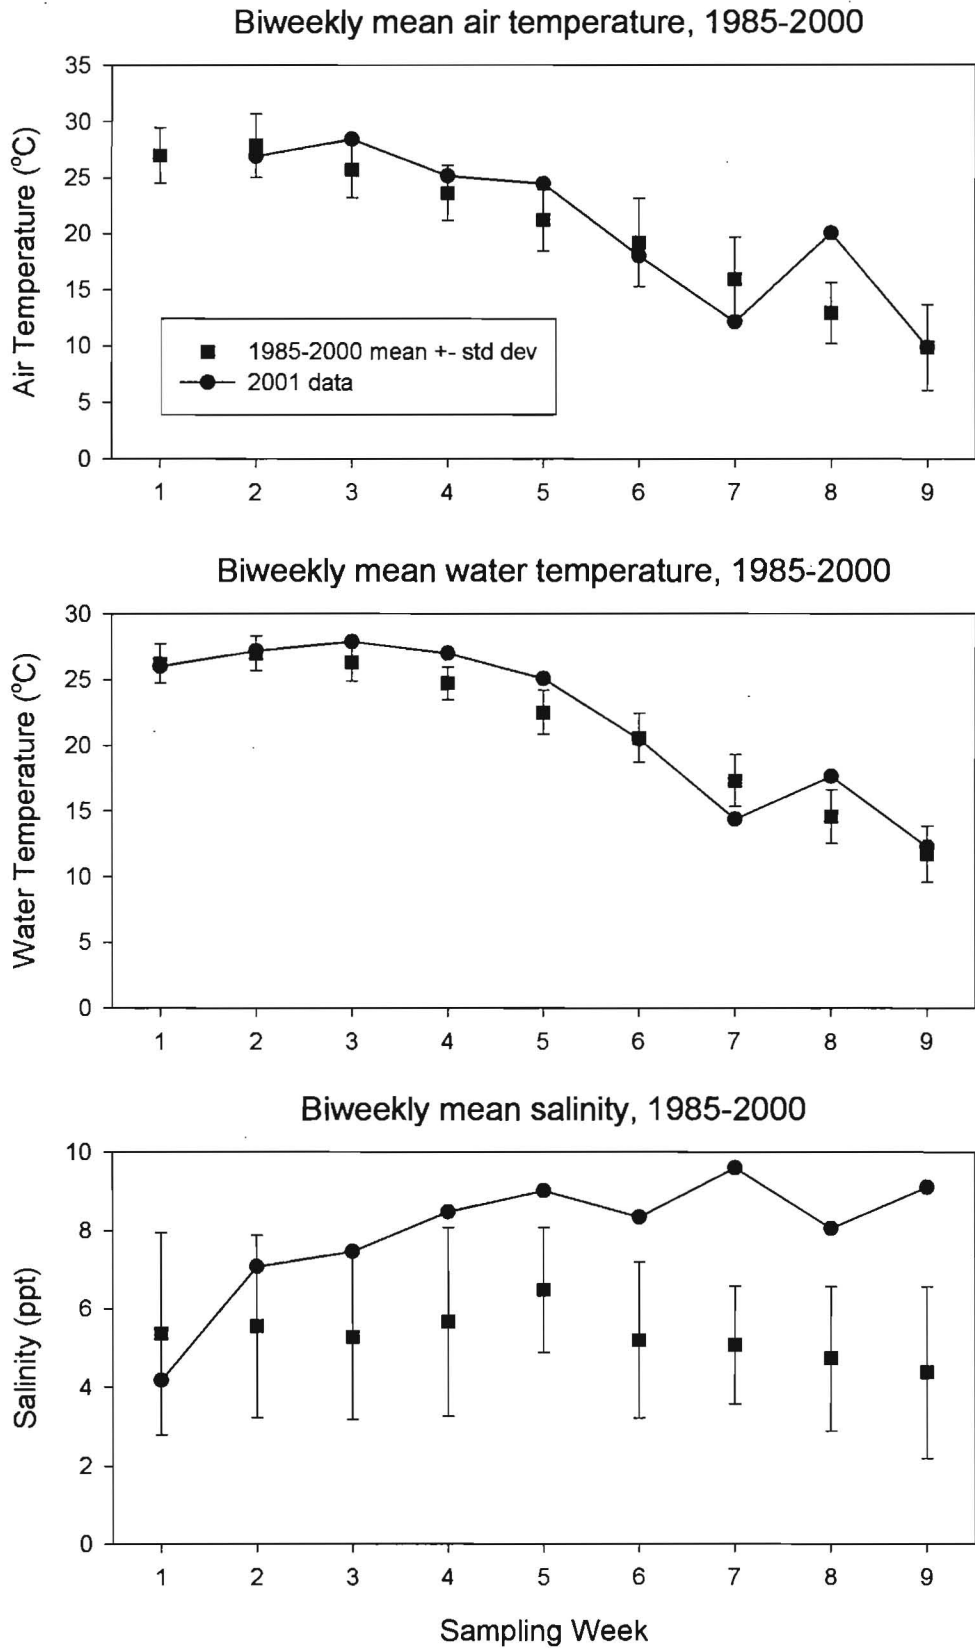 Biweekly mean air temperature, 1985-2000
35
30
25
20
15
10
5
0
Air Temperature (ºC)
1985-2000 mean +- std dev
2001 data
1 2 3 4 5 6 7 8 9
Biweekly mean water temperature, 1985-2000
30
25
20
15
10
5
0
Water Temperature (ºC)
1 2 3 4 5 6 7 8 9
Biweekly mean salinity, 1985-2000
10
8
6
4
2
0
Salinity (ppt)
1 2 3 4 5 6 7 8 9
Sampling Week